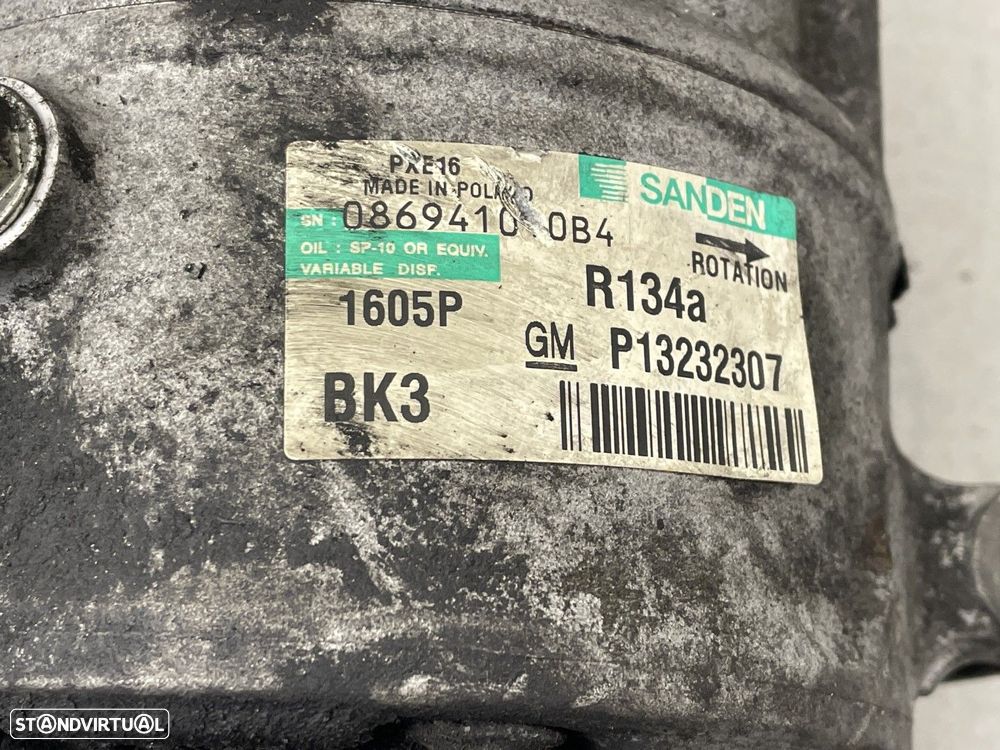 PXE16
MADE IN POLAND
SANDEN
SN : 0869410 0B4
ROTATION
OIL : SP-10 OR EQUIV.
VARIABLE DISP.
R134a
1605P
GM P13232307
BK3
STANDVIRTUAL